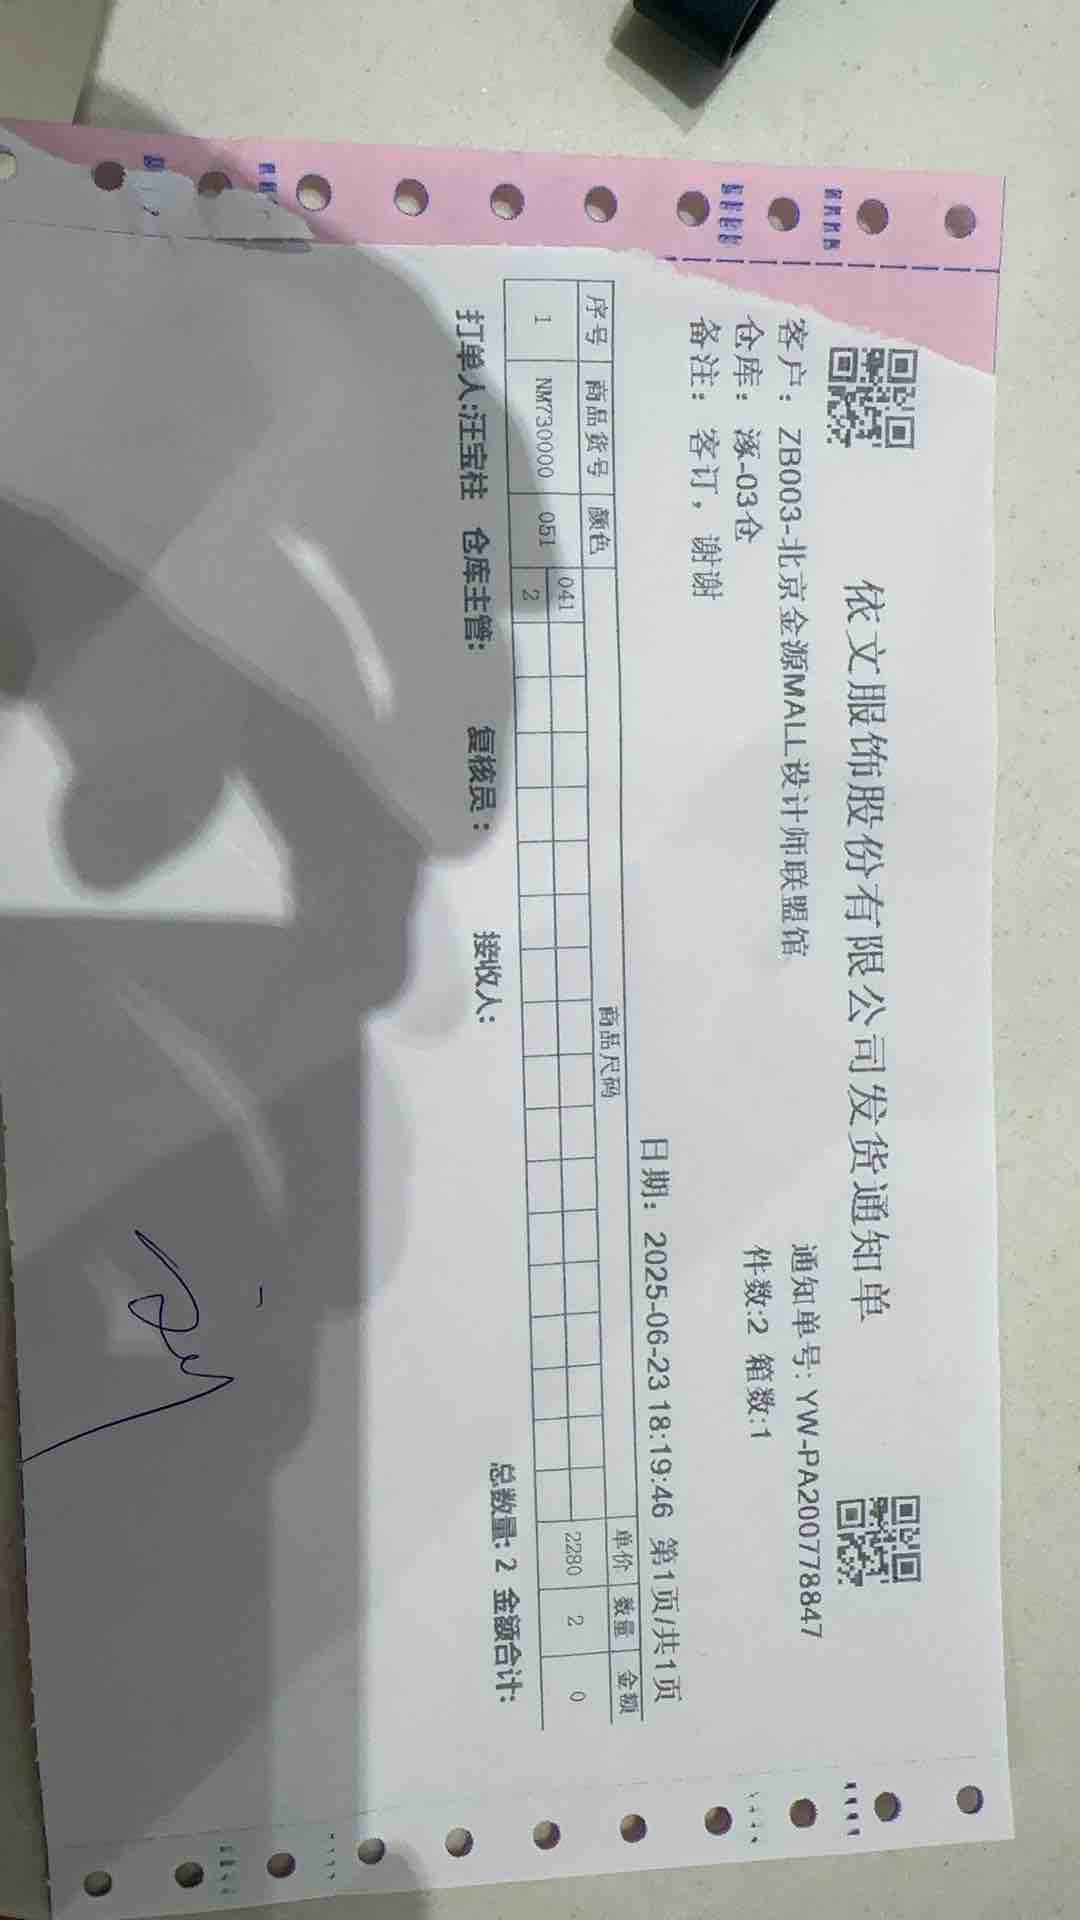 依文服饰股份有限公司发货通知单
客户：ZB003-北京金源MALL设计师联盟馆 通知单号: YW-PA200778847
仓库: 涿-03仓 件数:2 箱数:1
备注: 客订，谢谢
日期: 2025-06-23 18:19:46 第1页/共1页
序号 商品货号 颜色 商品尺码 单价 数量 金额
1 NM730000 051 041 2280 2 0
2
打单人:汪宝柱 仓库主管: 复核员: 接收人: 总数量: 2 金额合计: